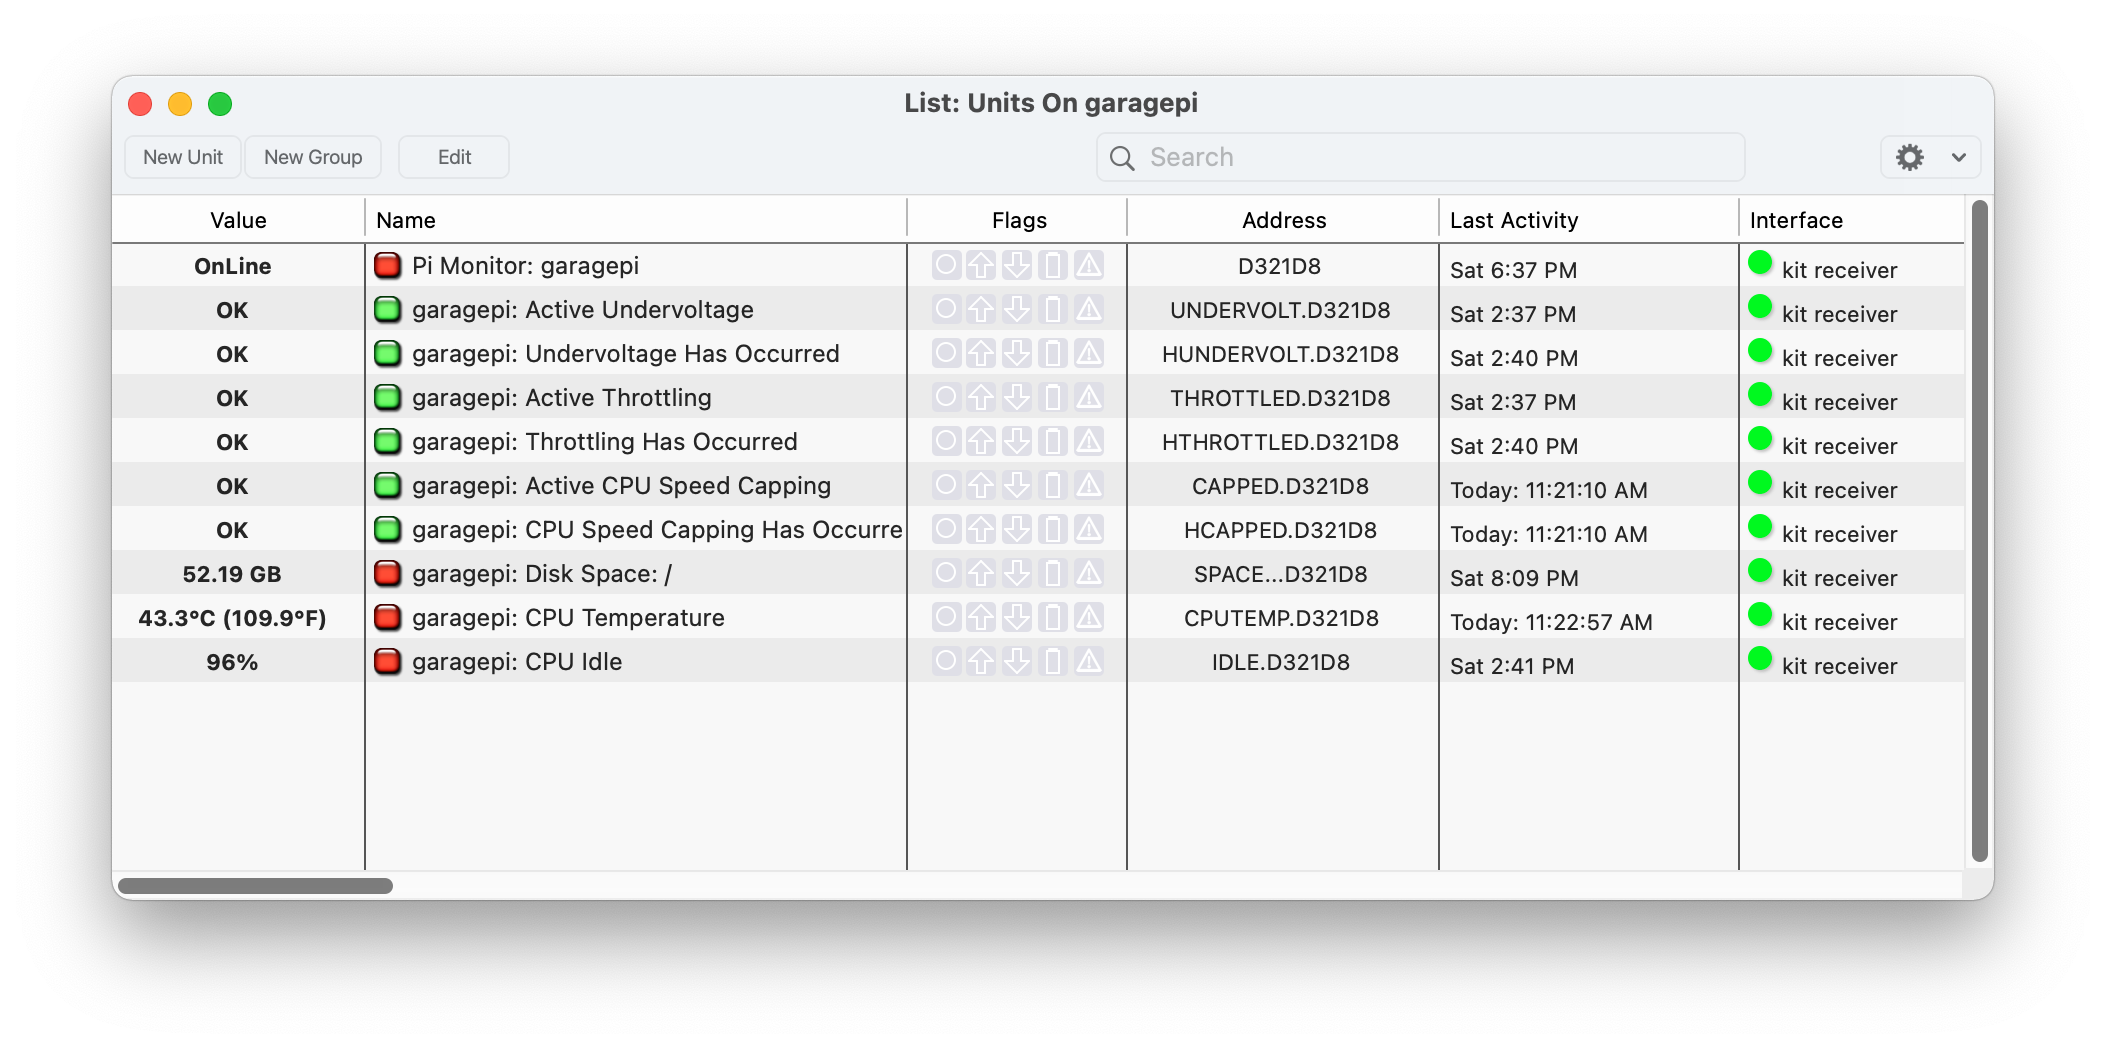 List: Units On garagepi
New Unit New Group Edit Search
Value Name Flags Address Last Activity Interface
OnLine Pi Monitor: garagepi D321D8 Sat 6:37 PM kit receiver
OK garagepi: Active Undervoltage UNDERVOLT.D321D8 Sat 2:37 PM kit receiver
OK garagepi: Undervoltage Has Occurred HUNDERVOLT.D321D8 Sat 2:40 PM kit receiver
OK garagepi: Active Throttling THROTTLED.D321D8 Sat 2:37 PM kit receiver
OK garagepi: Throttling Has Occurred HTHROTTLED.D321D8 Sat 2:40 PM kit receiver
OK garagepi: Active CPU Speed Capping CAPPED.D321D8 Today: 11:21:10 AM kit receiver
OK garagepi: CPU Speed Capping Has Occurre HCAPPED.D321D8 Today: 11:21:10 AM kit receiver
52.19 GB garagepi: Disk Space: / SPACE...D321D8 Sat 8:09 PM kit receiver
43.3°C (109.9°F) garagepi: CPU Temperature CPUTEMP.D321D8 Today: 11:22:57 AM kit receiver
96% garagepi: CPU Idle IDLE.D321D8 Sat 2:41 PM kit receiver